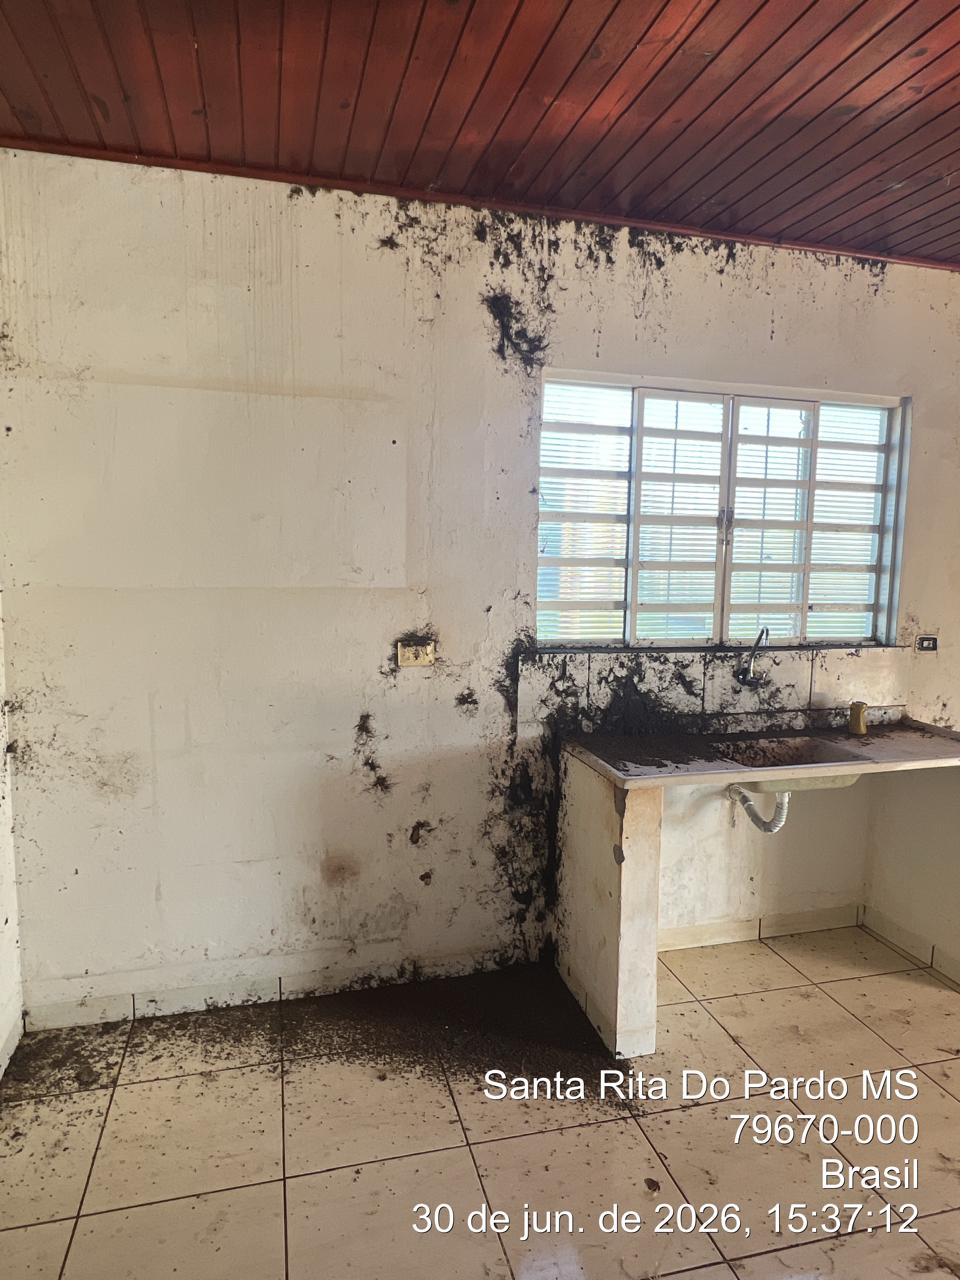 Santa Rita Do Pardo MS
79670-000
Brasil
30 de jun. de 2026, 15:37:12